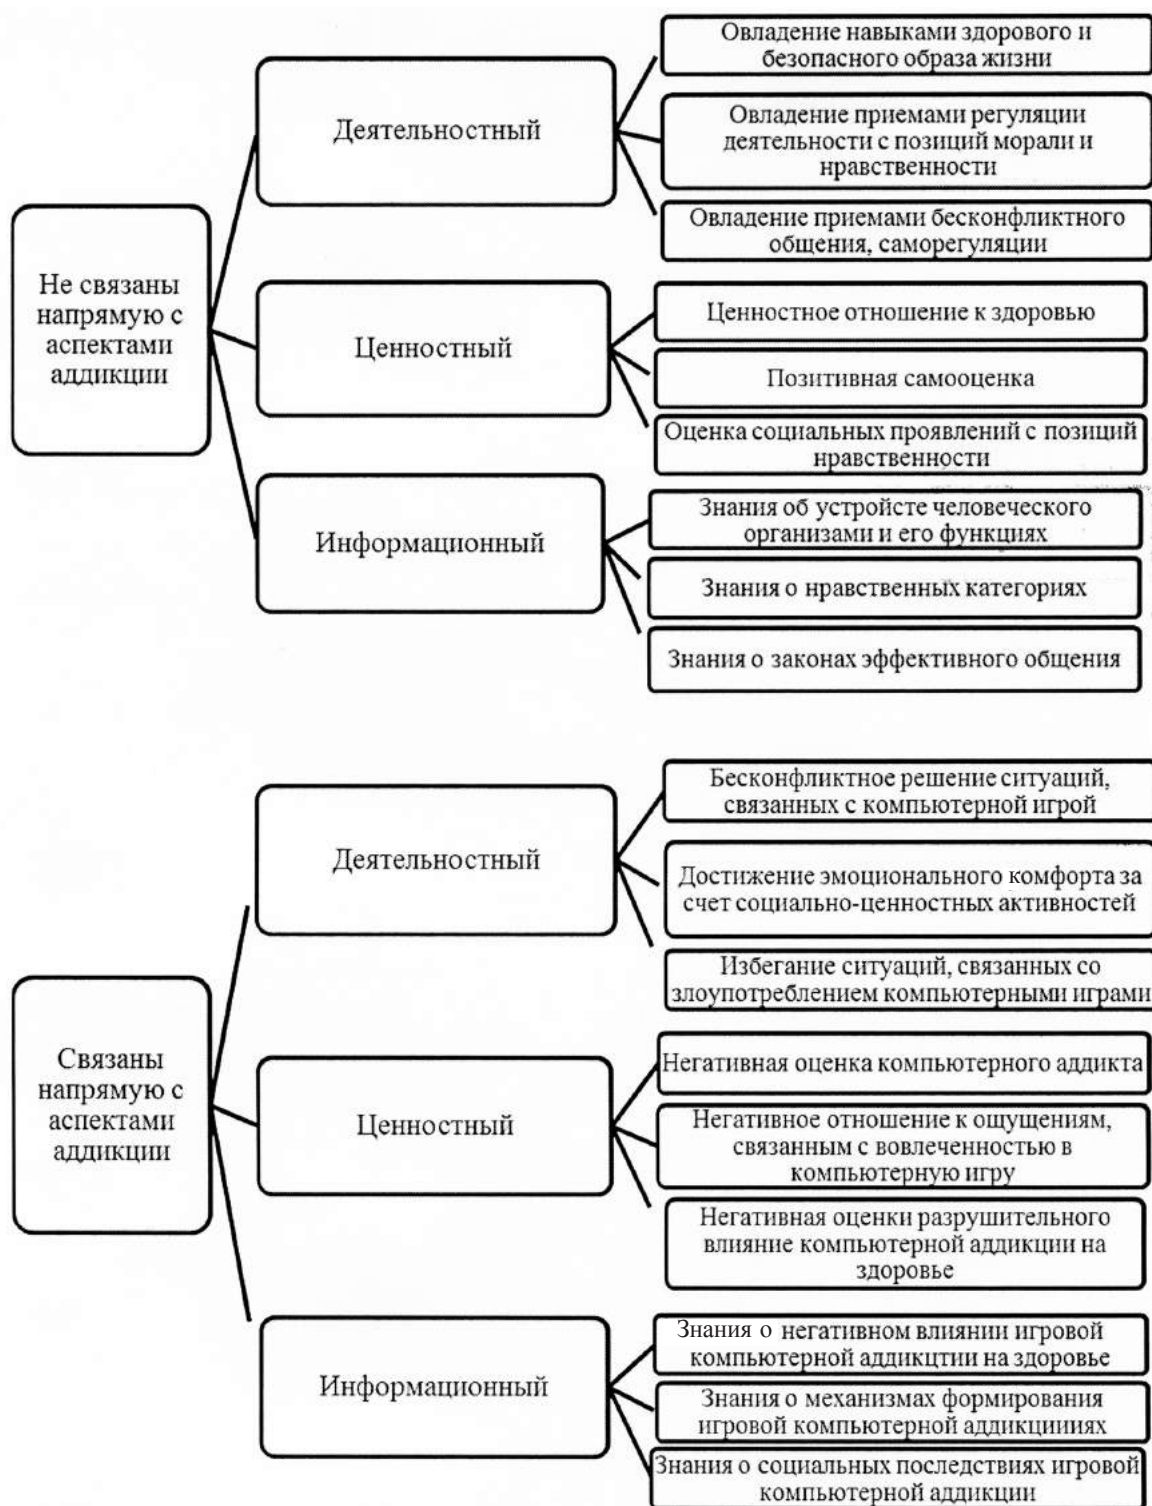 Не связаны
напрямую с
аспектами
аддикции
Деятельностный
Овладение навыками здорового и
безопасного образа жизни
Овладение приемами регуляции
деятельности с позиций морали и
нравственности
Овладение приемами бесконфликтного
общения, саморегуляции
Ценностный
Ценностное отношение к здоровью
Позитивная самооценка
Оценка социальных проявлений с позиций
нравственности
Информационный
Знания об устройсте человеческого
организами и его функциях
Знания о нравственных категориях
Знания о законах эффективного общения
Связаны
напрямую с
аспектами
аддикции
Деятельностный
Бесконфликтное решение ситуаций,
связанных с компьютерной игрой
Достижение эмоционального комфорта за
счет социально-ценностных активностей
Избегание ситуаций, связанных со
злоупотреблением компьютерными играми
Ценностный
Негативная оценка компьютерного аддикта
Негативное отношение к ощущениям,
связанным с вовлеченностью в
компьютерную игру
Негативная оценки разрушительного
влияние компьютерной аддикции на
здоровье
Информационный
Знания о негативном влиянии игровой
компьютерной аддикцтии на здоровье
Знания о механизмах формирования
игровой компьютерной аддикциииях
Знания о социальных последствиях игровой
компьютерной аддикции